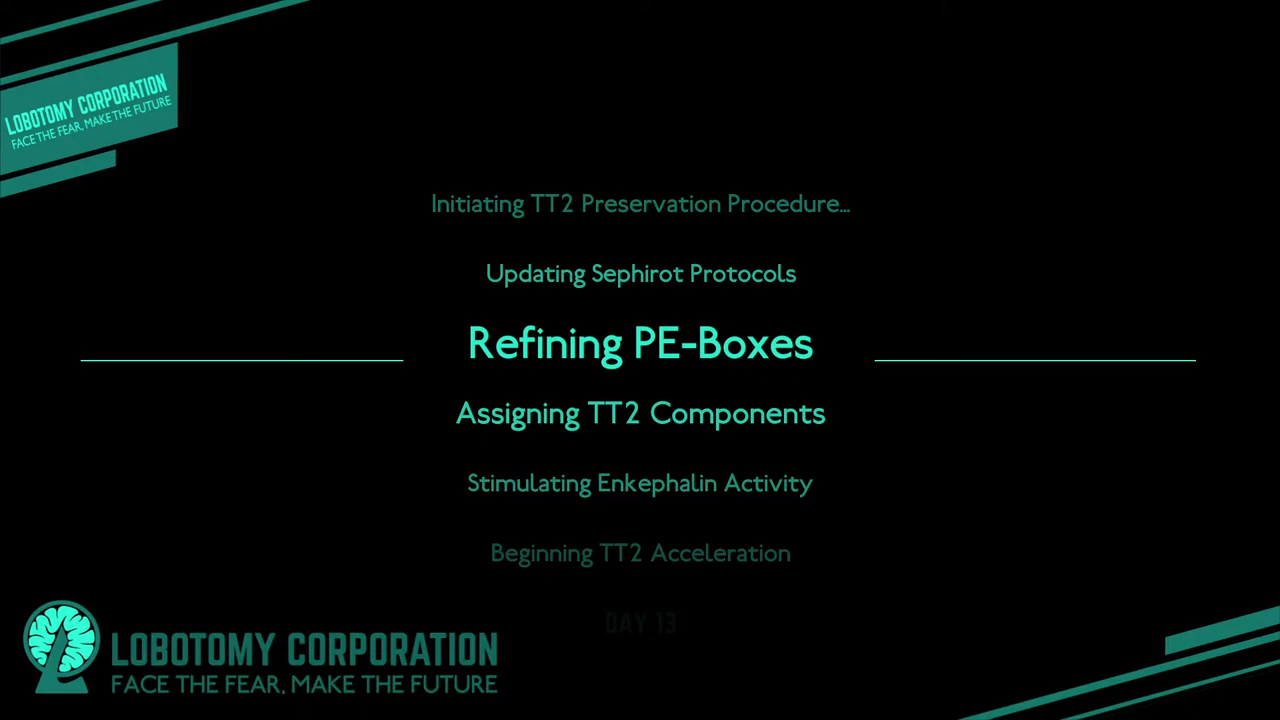 LOBOTOMY CORPORATION
FACE THE FEAR, MAKE THE FUTURE
Initiating TT2 Preservation Procedure...
Updating Sephirot Protocols
Refining PE-Boxes
Assigning TT2 Components
Stimulating Enkephalin Activity
Beginning TT2 Acceleration
DAY 13
LOBOTOMY CORPORATION
FACE THE FEAR, MAKE THE FUTURE